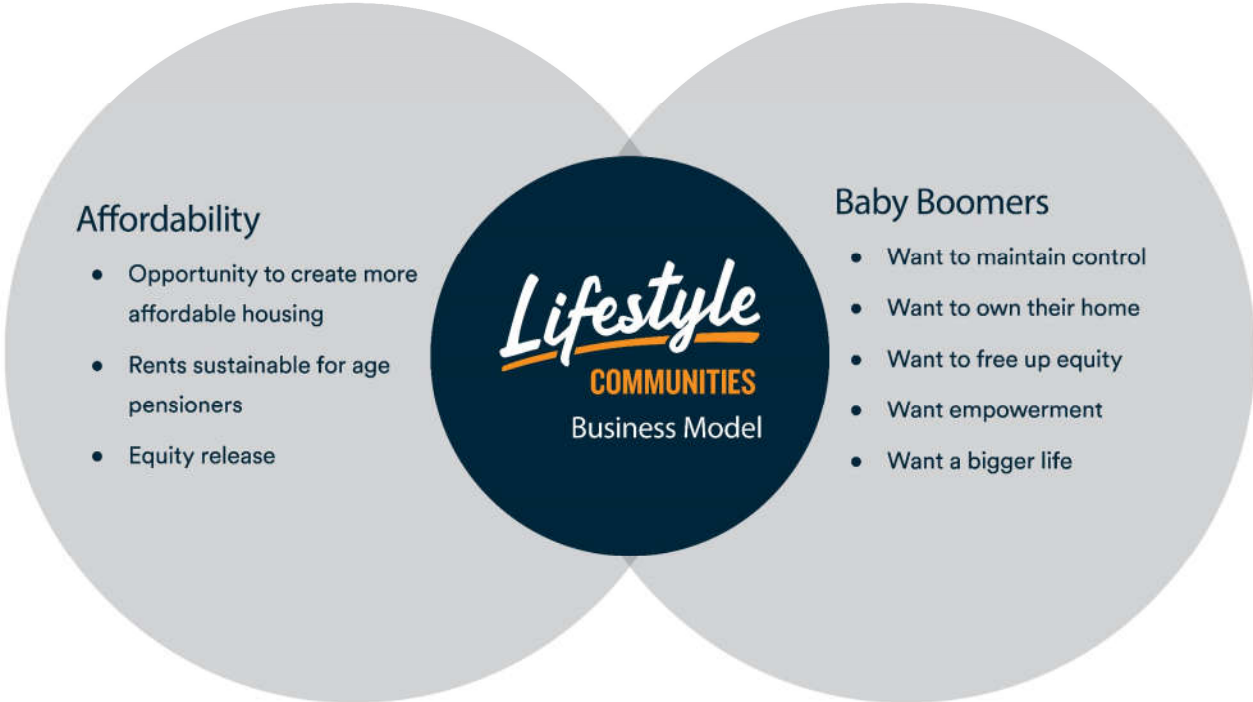 Affordability
• Opportunity to create more
affordable housing
• Rents sustainable for age
pensioners
• Equity release
Lifestyle
COMMUNITIES
Business Model
Baby Boomers
• Want to maintain control
• Want to own their home
• Want to free up equity
• Want empowerment
• Want a bigger life